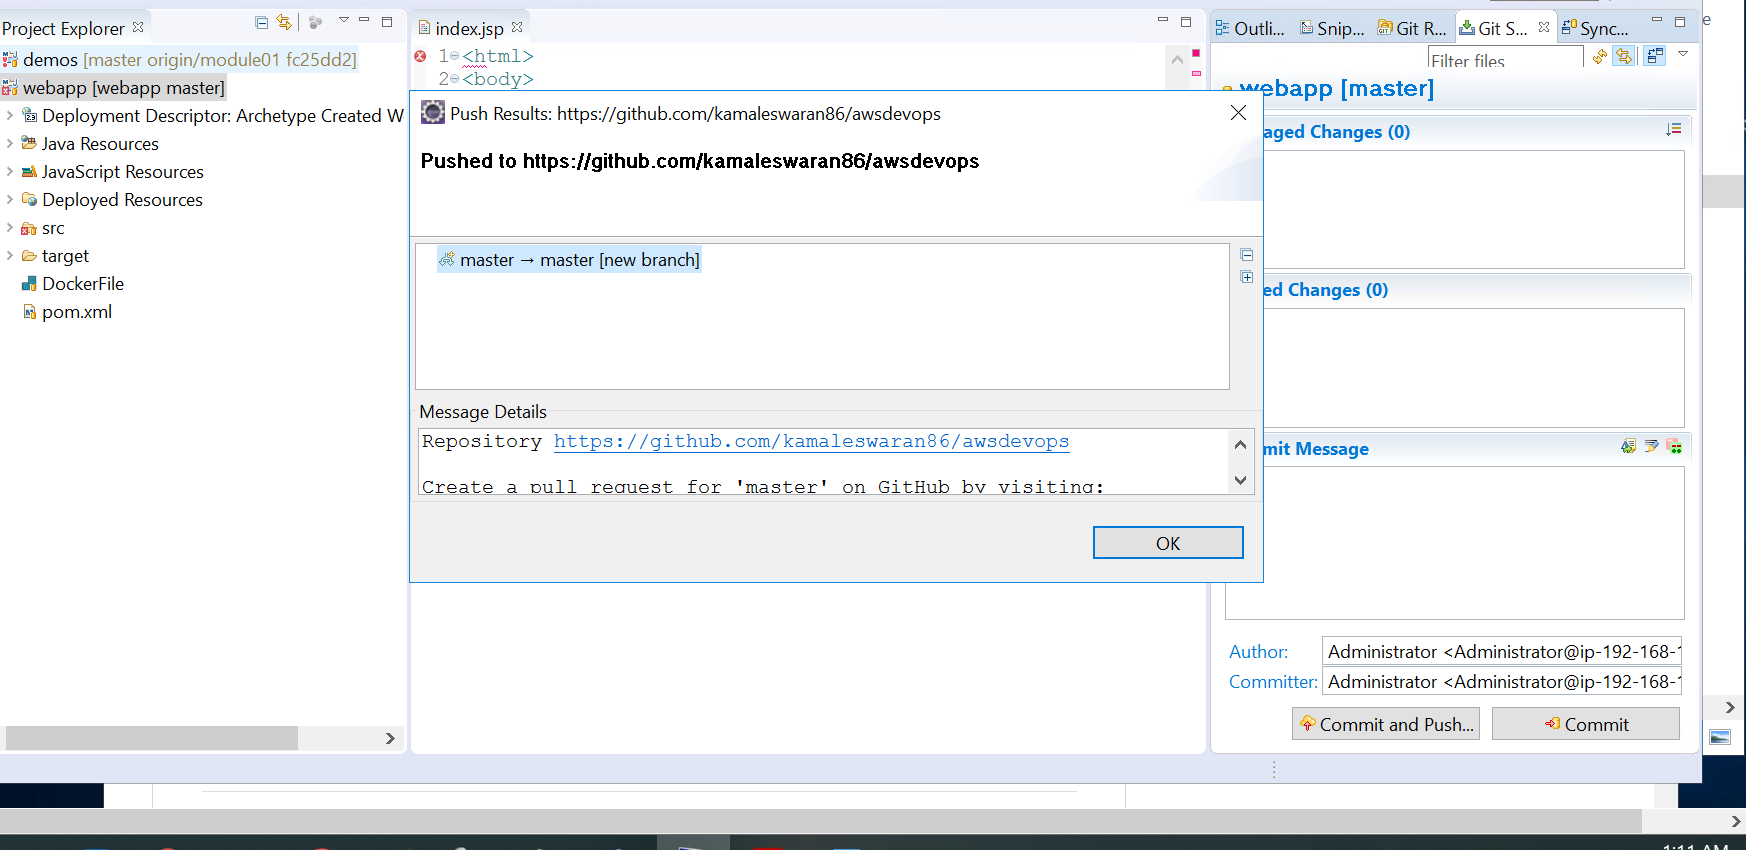 Project Explorer
demos [master origin/module01 fc25dd2]
webapp [webapp master]
Deployment Descriptor: Archetype Created W
Java Resources
JavaScript Resources
Deployed Resources
src
target
DockerFile
pom.xml
index.jsp
1 <html>
2 <body>
Push Results: https://github.com/kamaleswaran86/awsdevops
Pushed to https://github.com/kamaleswaran86/awsdevops
master → master [new branch]
Message Details
Repository https://github.com/kamaleswaran86/awsdevops
Create a pull request for 'master' on GitHub by visiting:
OK
Outli...
Snip...
Git R...
Git S...
Sync...
Filter files
webapp [master]
aged Changes (0)
ed Changes (0)
mit Message
Author: Administrator <Administrator@ip-192-168-1
Committer: Administrator <Administrator@ip-192-168-1
Commit and Push...
Commit
e
1:11 AM